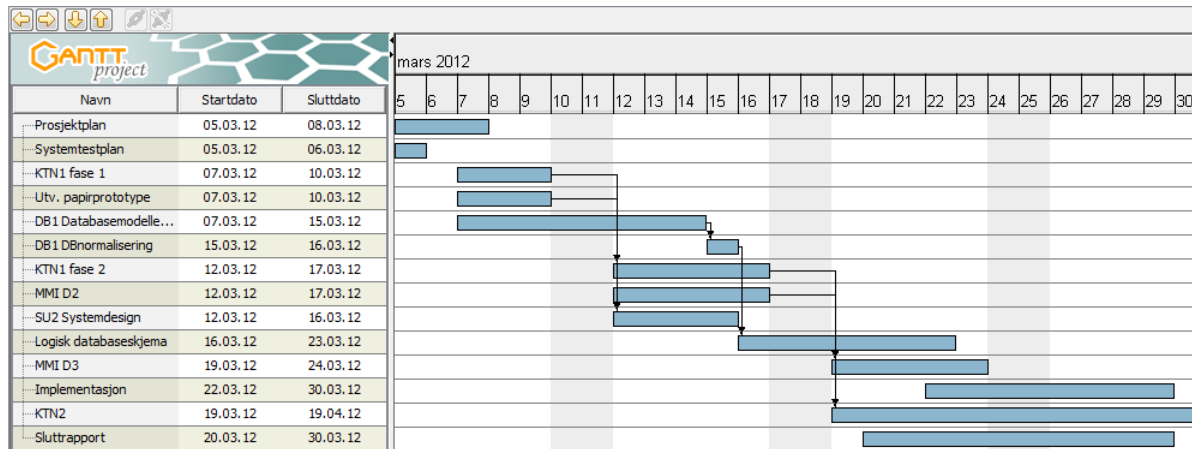 GANTT
project
mars 2012
Navn Startdato Sluttdato 5 6 7 8 9 10 11 12 13 14 15 16 17 18 19 20 21 22 23 24 25 26 27 28 29 30
Prosjektplan 05.03.12 08.03.12
Systemtestplan 05.03.12 06.03.12
KTN1 fase 1 07.03.12 10.03.12
Utv. papirprototype 07.03.12 10.03.12
DB1 Databasemodelle... 07.03.12 15.03.12
DB1 DBnormalisering 15.03.12 16.03.12
KTN1 fase 2 12.03.12 17.03.12
MMI D2 12.03.12 17.03.12
SU2 Systemdesign 12.03.12 16.03.12
Logisk databaseskjema 16.03.12 23.03.12
MMI D3 19.03.12 24.03.12
Implementasjon 22.03.12 30.03.12
KTN2 19.03.12 19.04.12
Sluttrapport 20.03.12 30.03.12